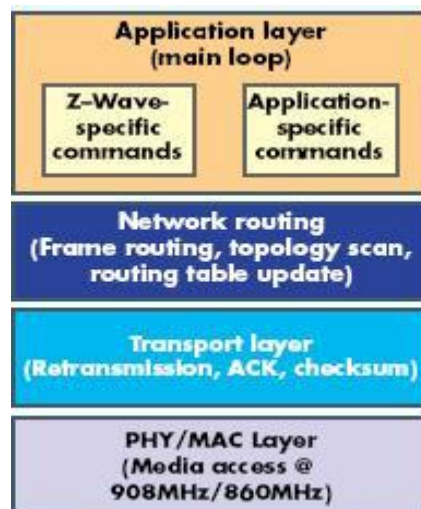 Application layer
(main loop)
Z–Wave-
specific
commands
Application-
specific
commands
Network routing
(Frame routing, topology scan,
routing table update)
Transport layer
(Retransmission, ACK, checksum)
PHY/MAC Layer
(Media access @
908MHz/860MHz)